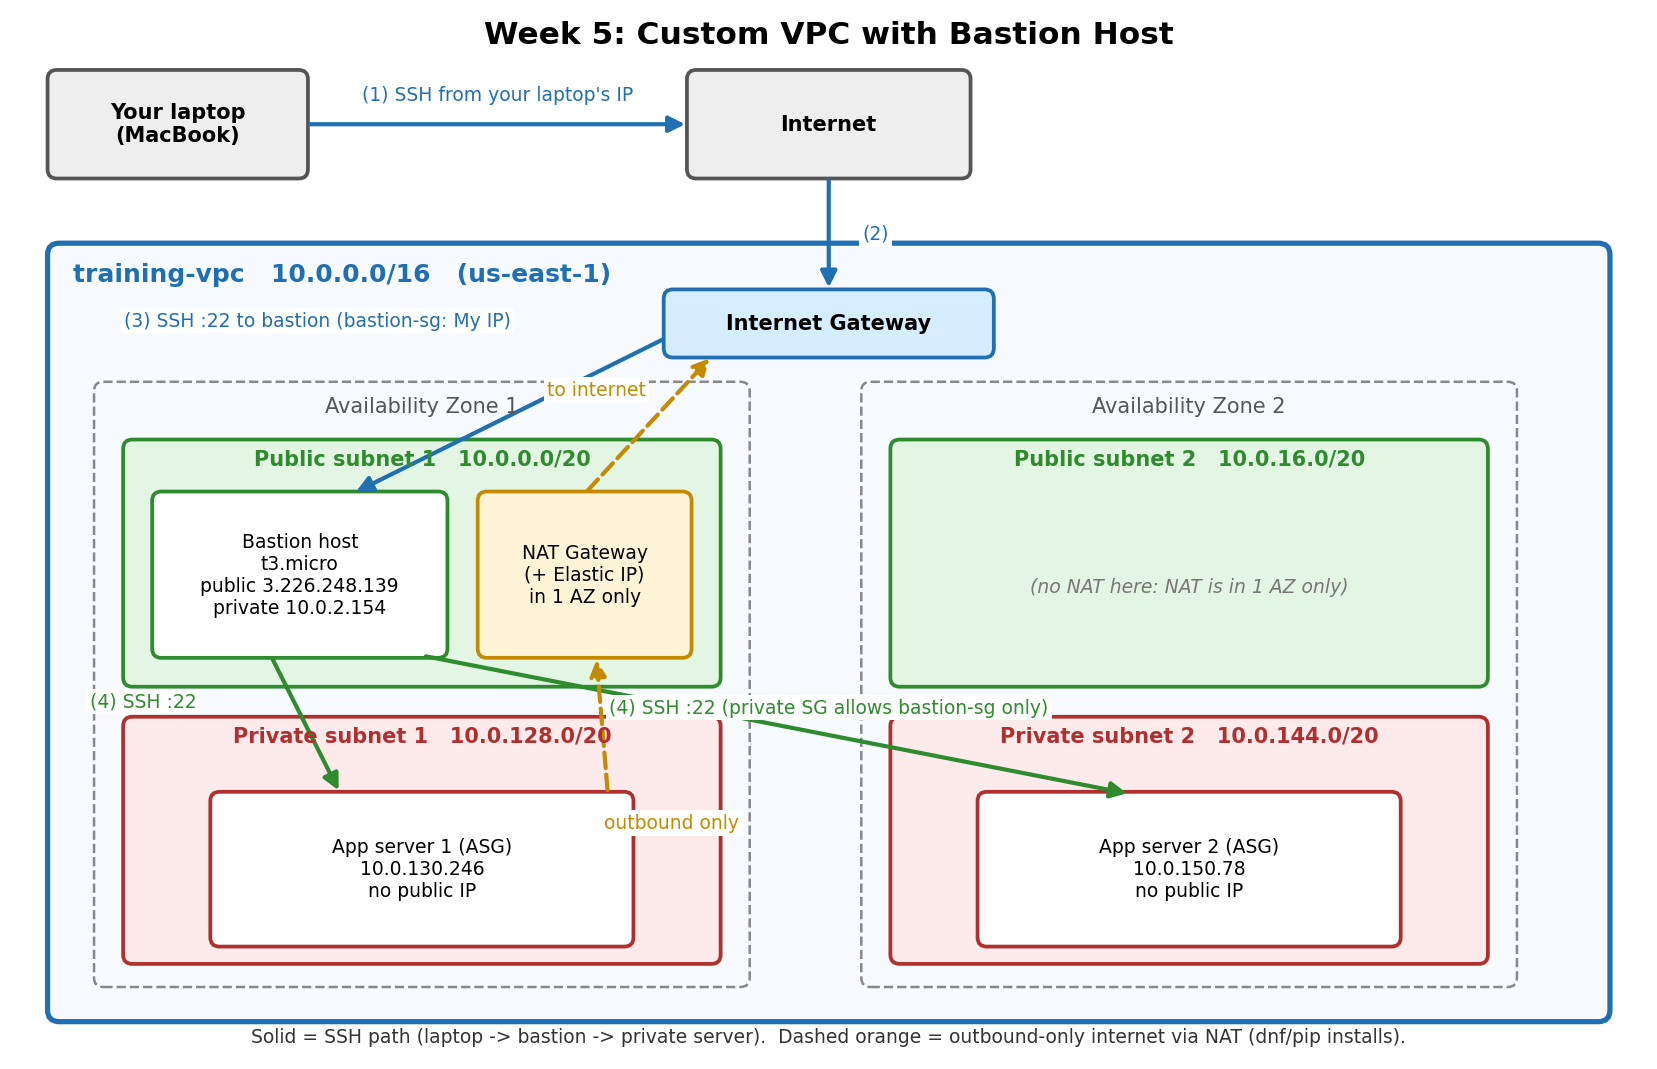 Week 5: Custom VPC with Bastion Host
Your laptop
(MacBook)
(1) SSH from your laptop's IP
Internet
(2)
training-vpc   10.0.0.0/16   (us-east-1)
(3) SSH :22 to bastion (bastion-sg: My IP)
Internet Gateway
to internet
Availability Zone 1
Availability Zone 2
Public subnet 1   10.0.0.0/20
Public subnet 2   10.0.16.0/20
Bastion host
t3.micro
public 3.226.248.139
private 10.0.2.154
NAT Gateway
(+ Elastic IP)
in 1 AZ only
(no NAT here: NAT is in 1 AZ only)
(4) SSH :22
(4) SSH :22 (private SG allows bastion-sg only)
Private subnet 1   10.0.128.0/20
Private subnet 2   10.0.144.0/20
outbound only
App server 1 (ASG)
10.0.130.246
no public IP
App server 2 (ASG)
10.0.150.78
no public IP
Solid = SSH path (laptop -> bastion -> private server).  Dashed orange = outbound-only internet via NAT (dnf/pip installs).